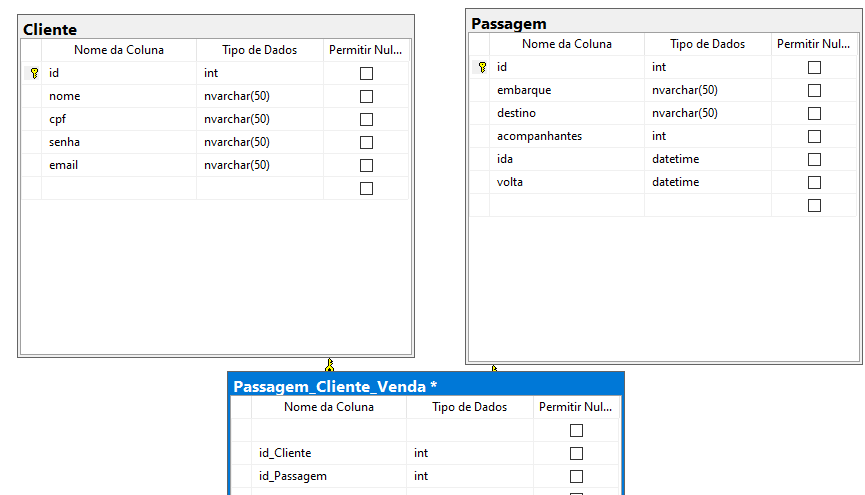 Cliente
Nome da Coluna Tipo de Dados Permitir Nul...
id int
nome nvarchar(50)
cpf nvarchar(50)
senha nvarchar(50)
email nvarchar(50)
Passagem
Nome da Coluna Tipo de Dados Permitir Nul...
id int
embarque nvarchar(50)
destino nvarchar(50)
acompanhantes int
ida datetime
volta datetime
Passagem_Cliente_Venda *
Nome da Coluna Tipo de Dados Permitir Nul...
id_Cliente int
id_Passagem int